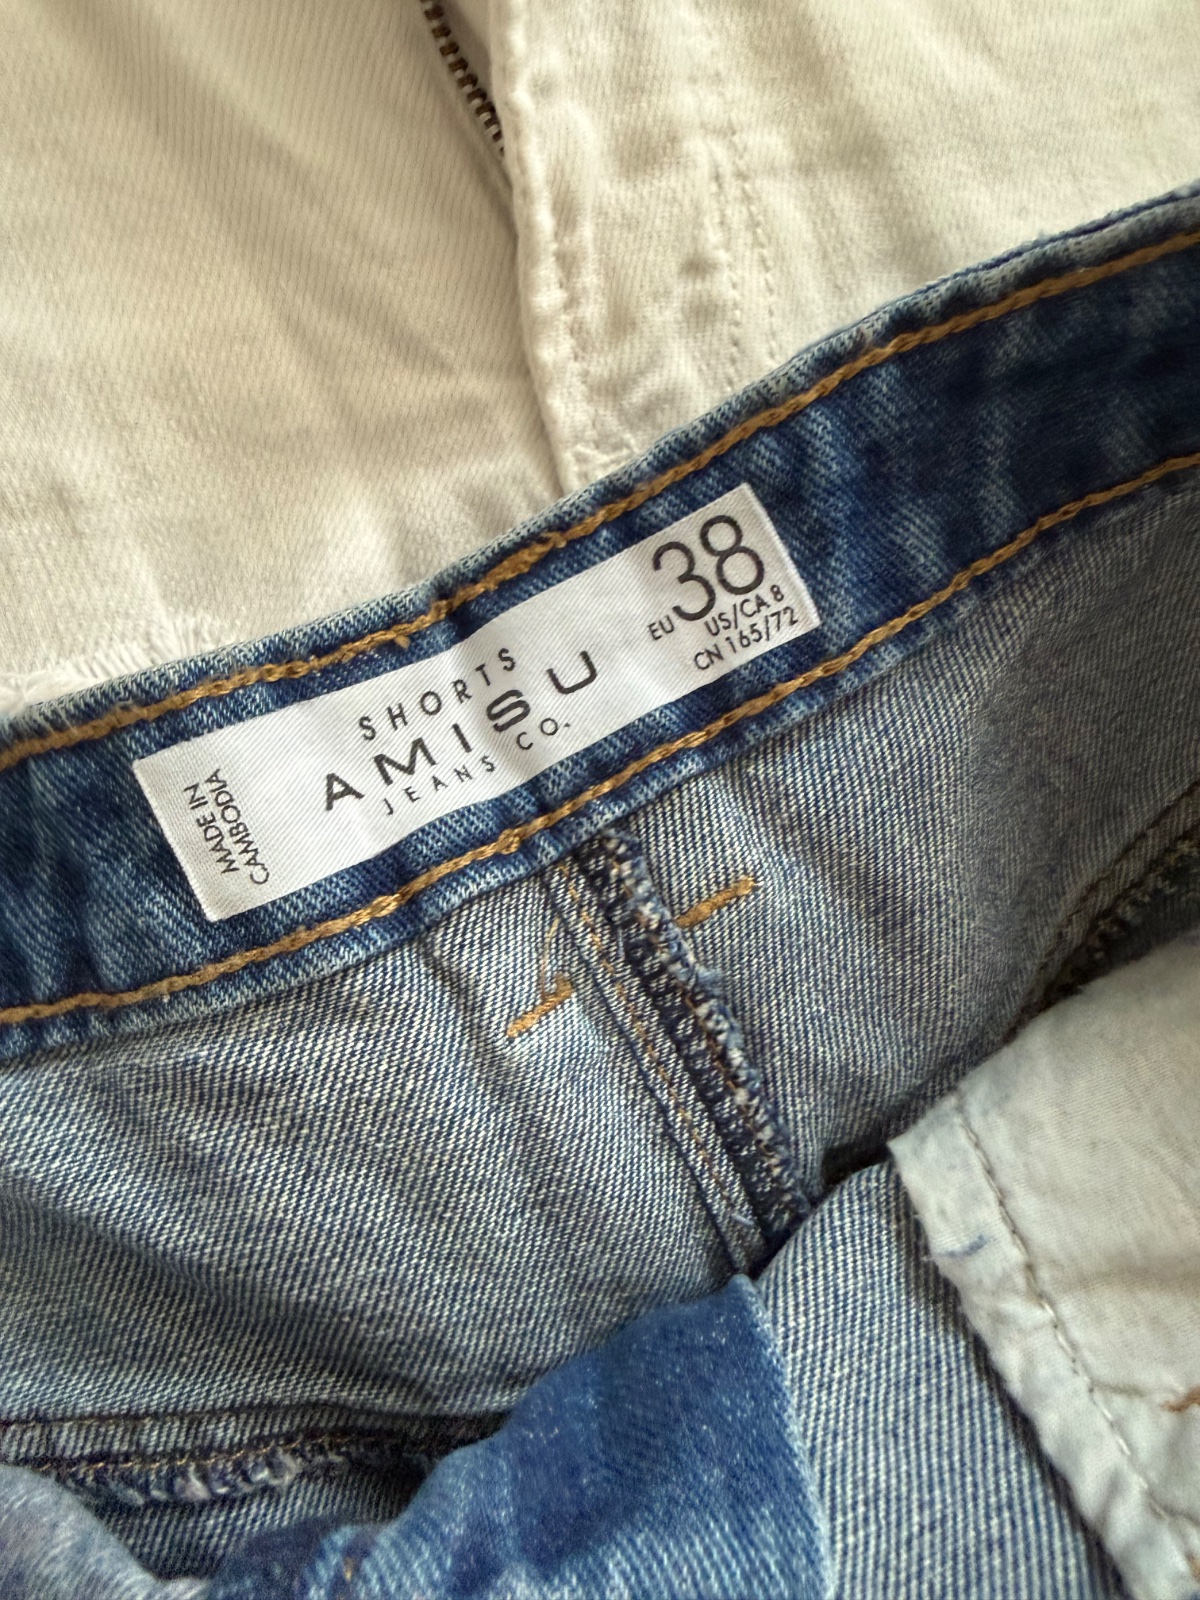 MADE IN
CAMBODIA
SHORTS
AMISU
JEANS CO.
EU 38
US/CA 8
CN 165/72